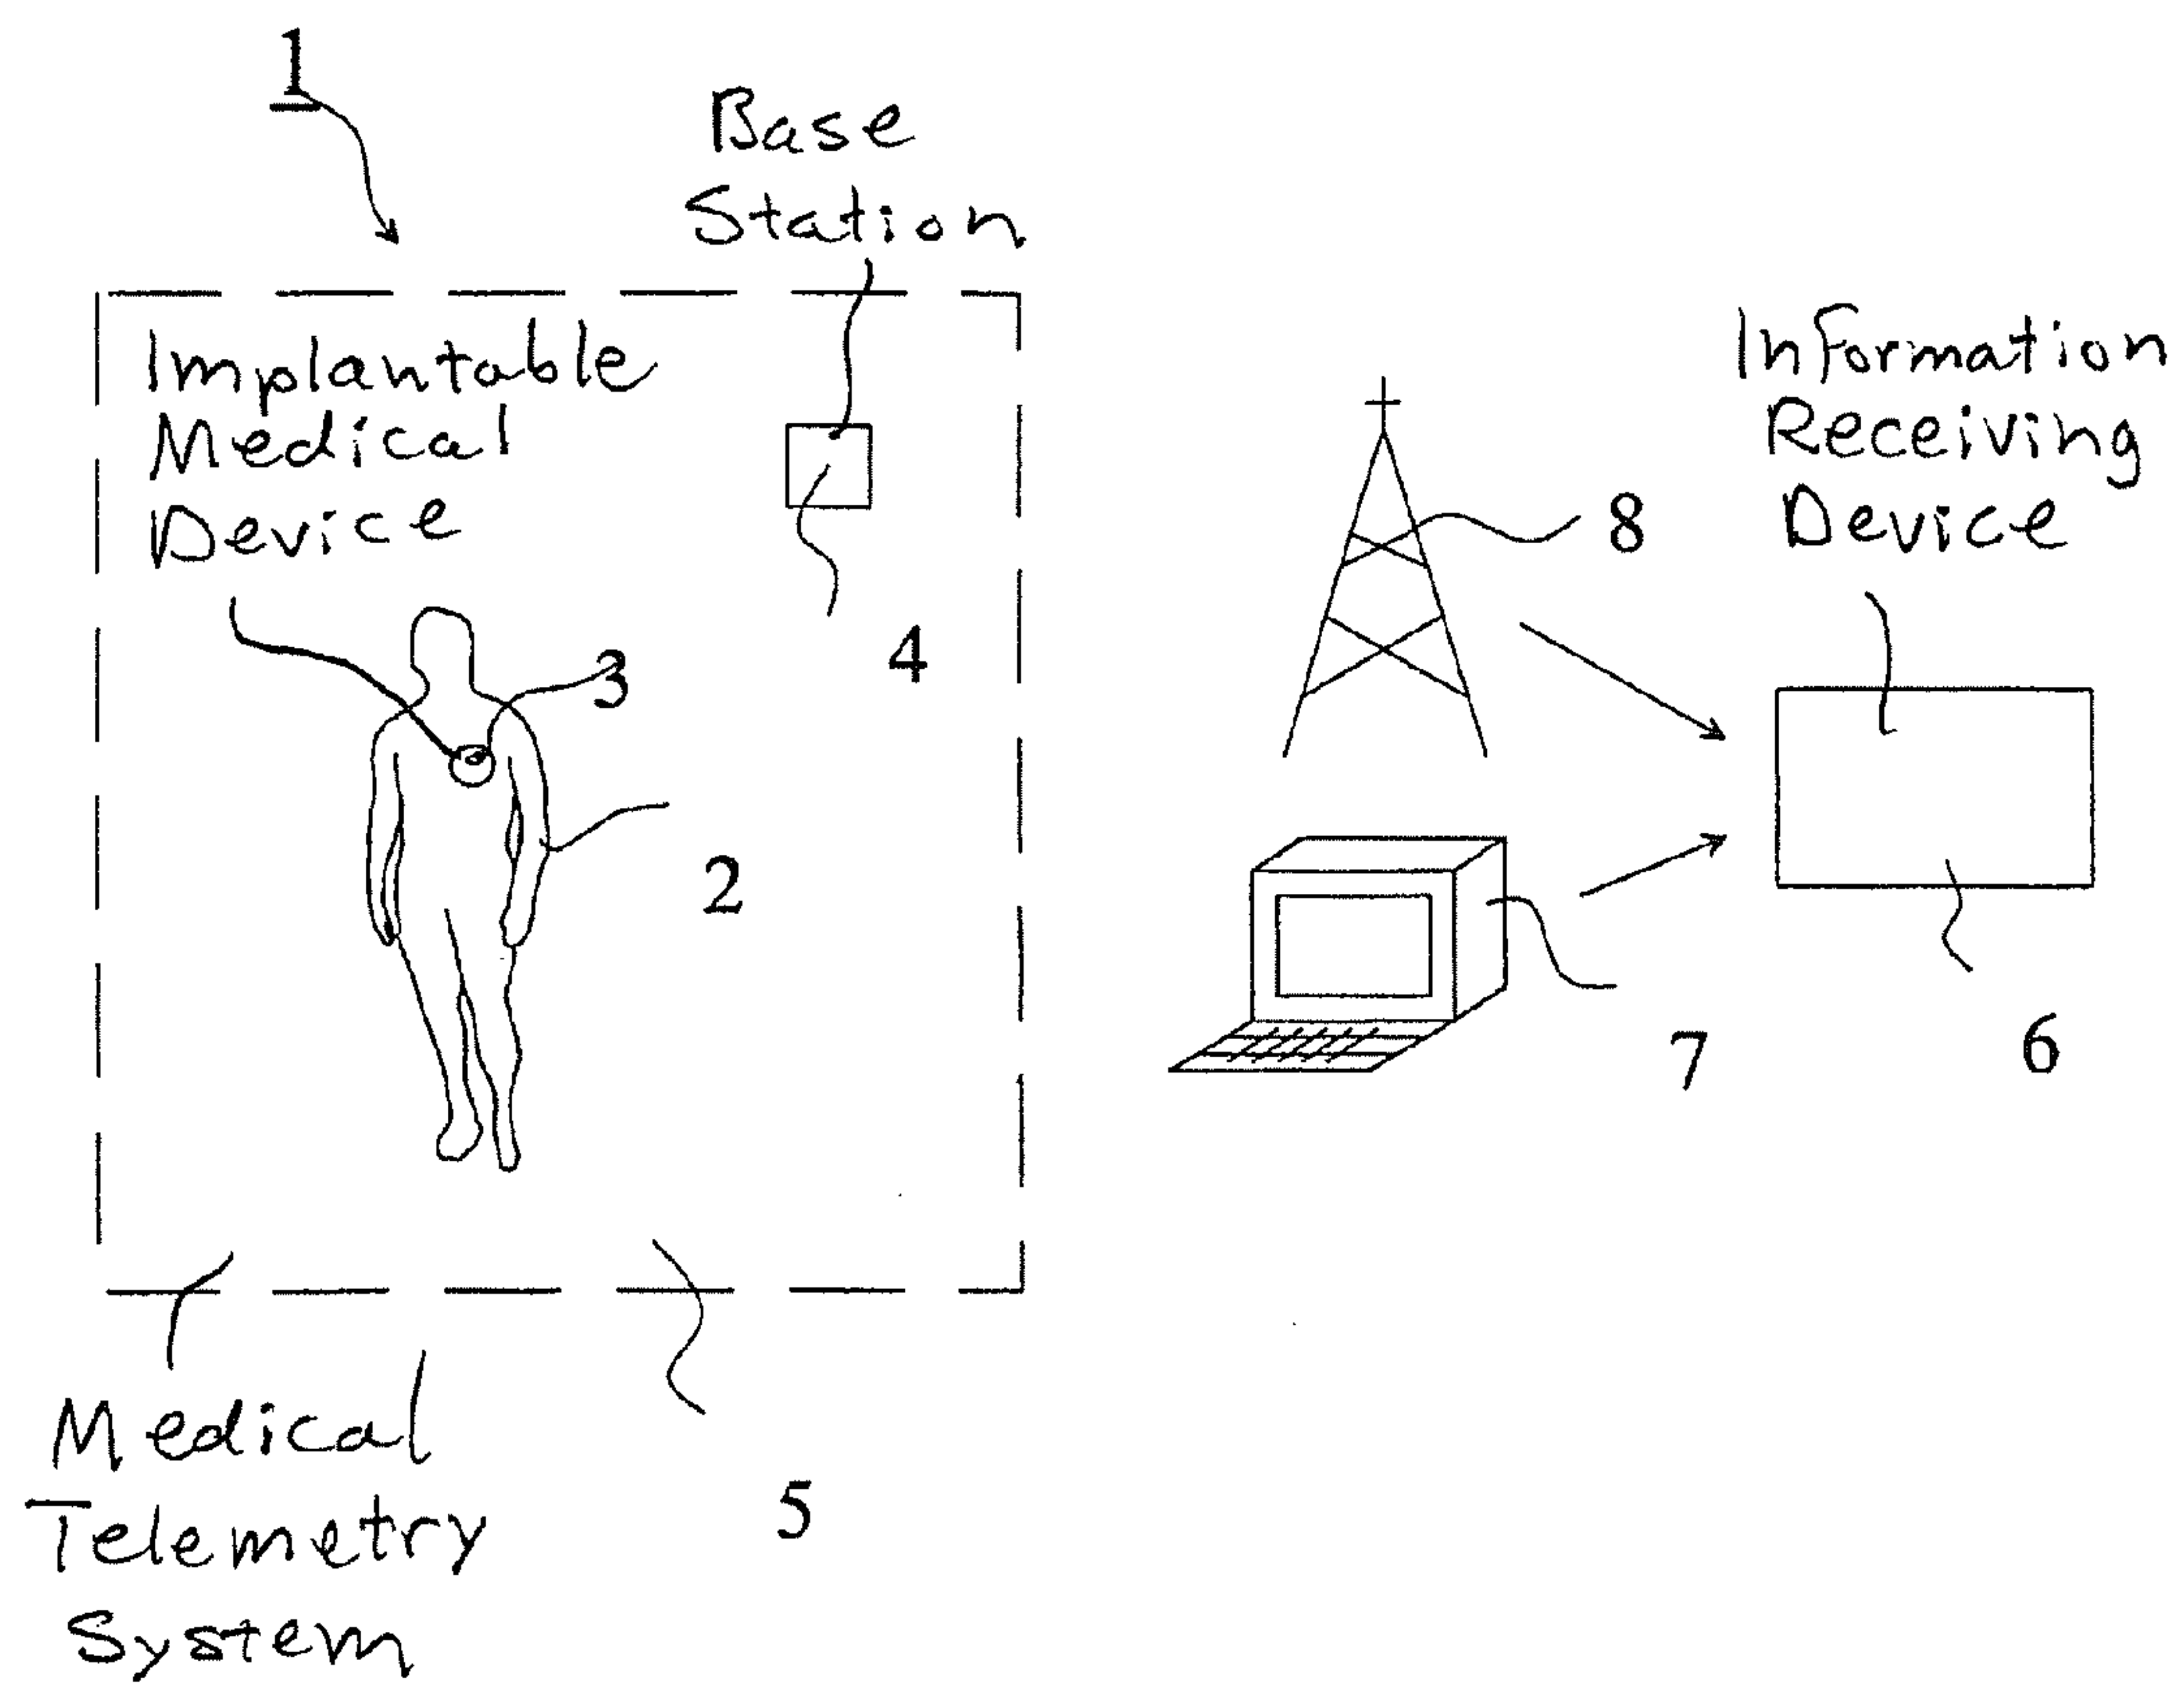 1
Base
Station
Implantable
Medical
Device
Information
Receiving
Device
8
3
4
2
7
6
5
Medical
Telemetry
System